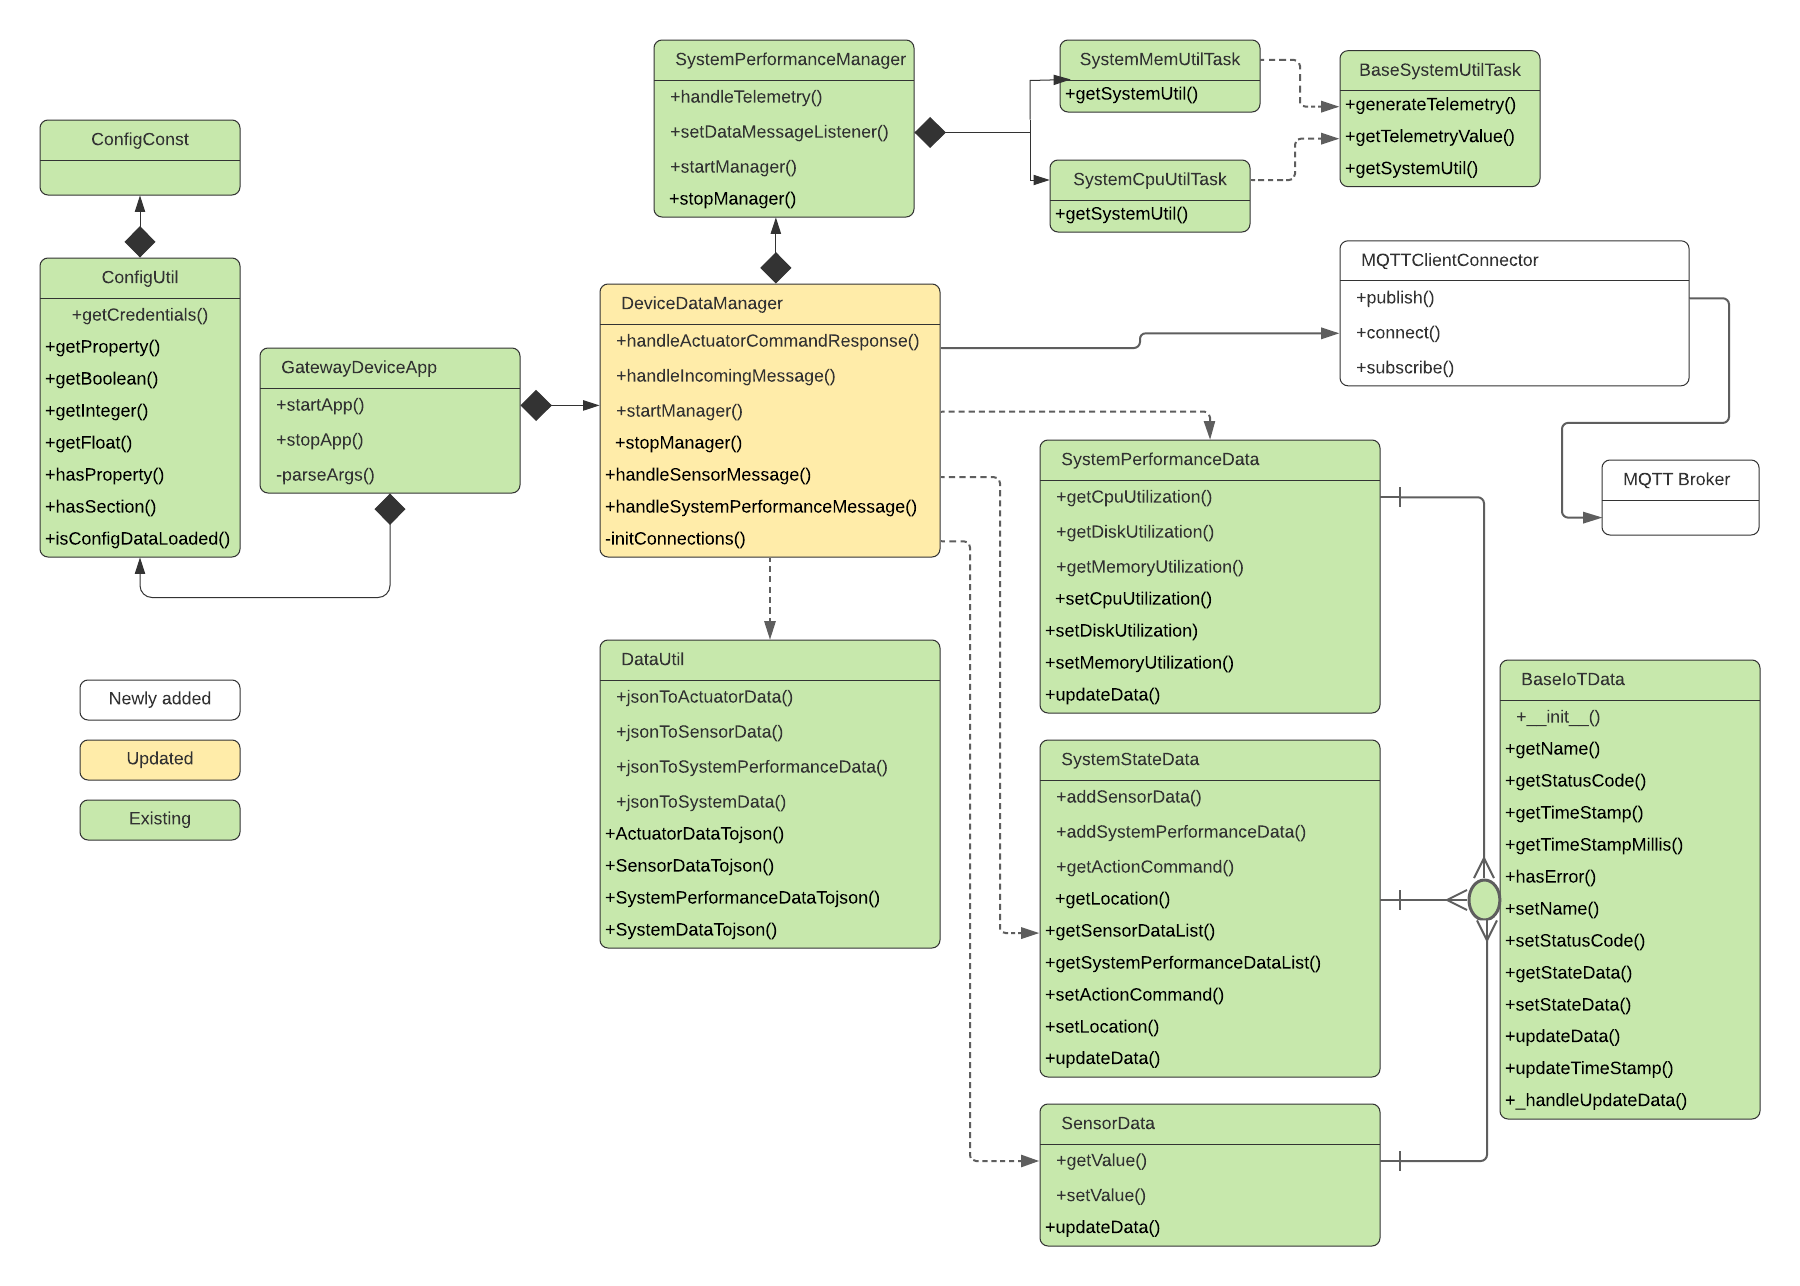 SystemPerformanceManager
+handleTelemetry()
+setDataMessageListener()
+startManager()
+stopManager()
SystemMemUtilTask
+getSystemUtil()
BaseSystemUtilTask
+generateTelemetry()
+getTelemetryValue()
+getSystemUtil()
SystemCpuUtilTask
+getSystemUtil()
ConfigConst
ConfigUtil
+getCredentials()
+getProperty()
+getBoolean()
+getInteger()
+getFloat()
+hasProperty()
+hasSection()
+isConfigDataLoaded()
GatewayDeviceApp
+startApp()
+stopApp()
-parseArgs()
DeviceDataManager
+handleActuatorCommandResponse()
+handleIncomingMessage()
+startManager()
+stopManager()
+handleSensorMessage()
+handleSystemPerformanceMessage()
-initConnections()
MQTTClientConnector
+publish()
+connect()
+subscribe()
MQTT Broker
SystemPerformanceData
+getCpuUtilization()
+getDiskUtilization()
+getMemoryUtilization()
+setCpuUtilization()
+setDiskUtilization)
+setMemoryUtilization()
+updateData()
Newly added
Updated
Existing
DataUtil
+jsonToActuatorData()
+jsonToSensorData()
+jsonToSystemPerformanceData()
+jsonToSystemData()
+ActuatorDataTojson()
+SensorDataTojson()
+SystemPerformanceDataTojson()
+SystemDataTojson()
SystemStateData
+addSensorData()
+addSystemPerformanceData()
+getActionCommand()
+getLocation()
+getSensorDataList()
+getSystemPerformanceDataList()
+setActionCommand()
+setLocation()
+updateData()
BaseIoTData
+__init__()
+getName()
+getStatusCode()
+getTimeStamp()
+getTimeStampMillis()
+hasError()
+setName()
+setStatusCode()
+getStateData()
+setStateData()
+updateData()
+updateTimeStamp()
+_handleUpdateData()
SensorData
+getValue()
+setValue()
+updateData()